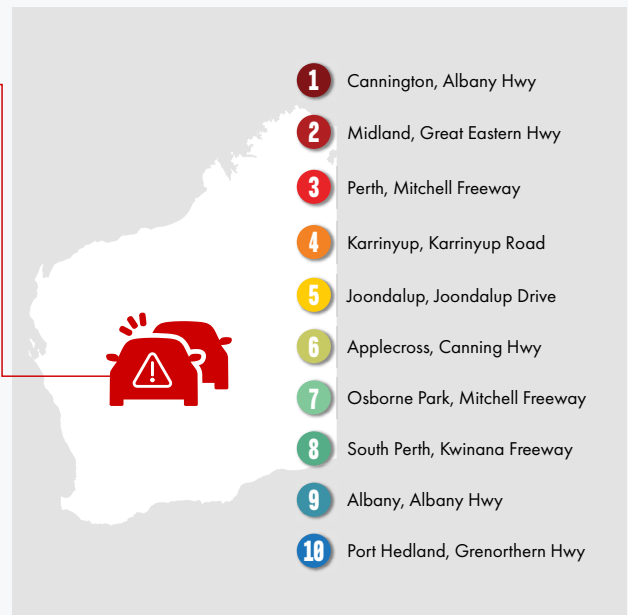 1 Cannington, Albany Hwy
2 Midland, Great Eastern Hwy
3 Perth, Mitchell Freeway
4 Karrinyup, Karrinyup Road
5 Joondalup, Joondalup Drive
6 Applecross, Canning Hwy
7 Osborne Park, Mitchell Freeway
8 South Perth, Kwinana Freeway
9 Albany, Albany Hwy
10 Port Hedland, Grenorthern Hwy